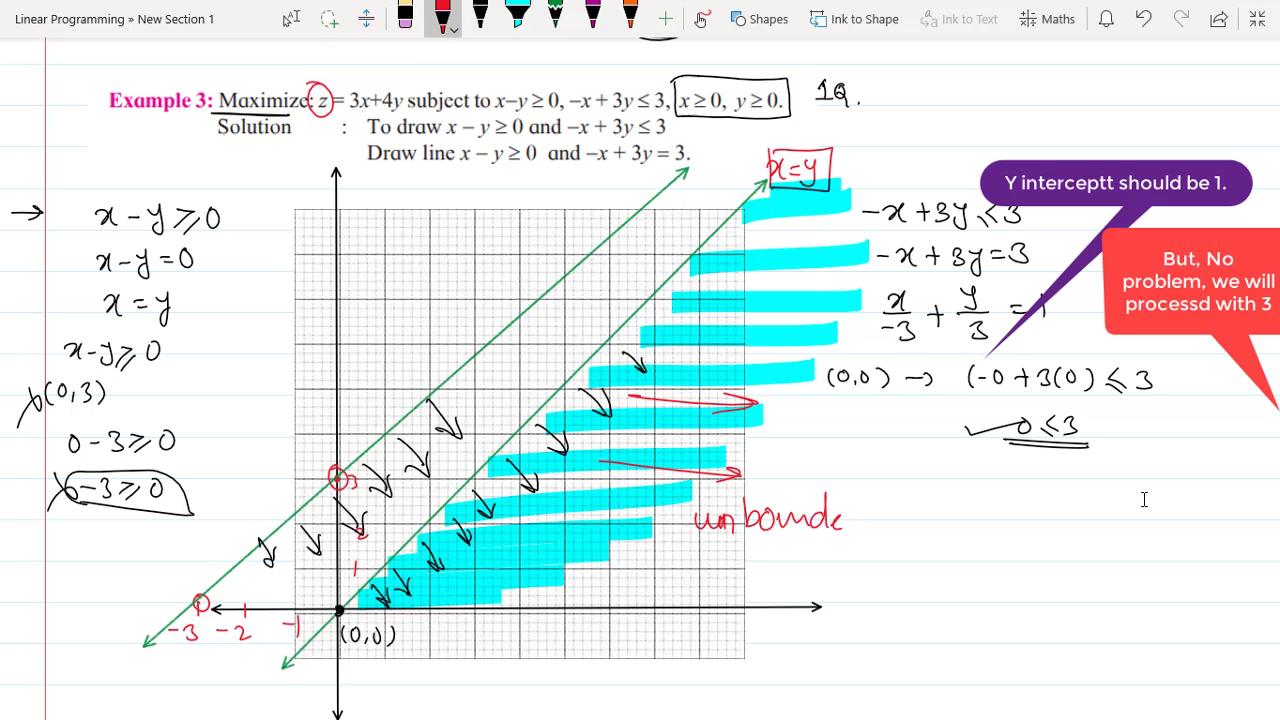 Linear Programming » New Section 1
Shapes
Ink to Shape
Ink to Text
Maths
Example 3: Maximize: z = 3x+4y subject to x–y ≥ 0, –x + 3y ≤ 3, x ≥ 0, y ≥ 0. 1Q.
Solution : To draw x – y ≥ 0 and –x + 3y ≤ 3
Draw line x – y ≥ 0 and –x + 3y = 3.
x=y
Y interceptt should be 1.
But, No
problem, we will
processd with 3
→ x - y ≥ 0
x - y = 0
x = y
x - y ≥ 0
(0,3)
0 - 3 ≥ 0
-3 ≥ 0
-x + 3y ≤ 3
-x + 3y = 3
x/-3 + y/3 = 1
(0,0) → (-0 + 3(0) ≤ 3
0 ≤ 3
3
2
1
unbounde
-3 -2 -1
(0,0)